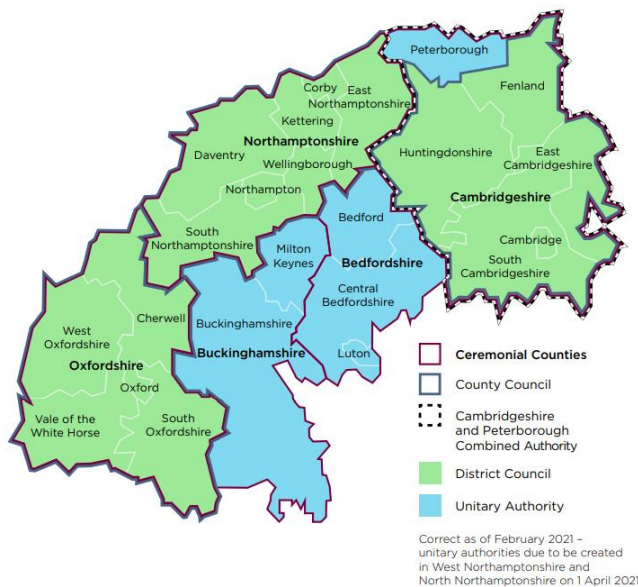 Peterborough
Fenland
Corby
East
Northamptonshire
Kettering
Northamptonshire
Daventry
Wellingborough
Huntingdonshire
East
Cambridgeshire
Northampton
Cambridgeshire
Bedford
South
Northamptonshire
Milton
Keynes
Bedfordshire
Cambridge
South
Cambridgeshire
Central
Bedfordshire
Cherwell
Buckinghamshire
West
Oxfordshire
Buckinghamshire
Luton
Oxfordshire
Oxford
Vale of the
White Horse
South
Oxfordshire
Ceremonial Counties
County Council
Cambridgeshire
and Peterborough
Combined Authority
District Council
Unitary Authority
Correct as of February 2021 –
unitary authorities due to be created
in West Northamptonshire and
North Northamptonshire on 1 April 202